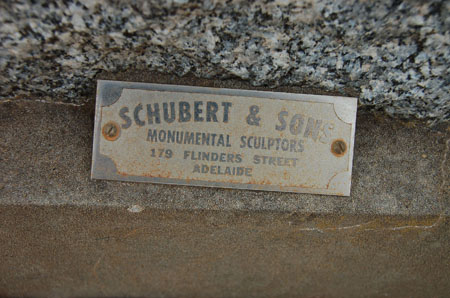 SCHUBERT & SONS
MONUMENTAL SCULPTORS
179 FLINDERS STREET
ADELAIDE